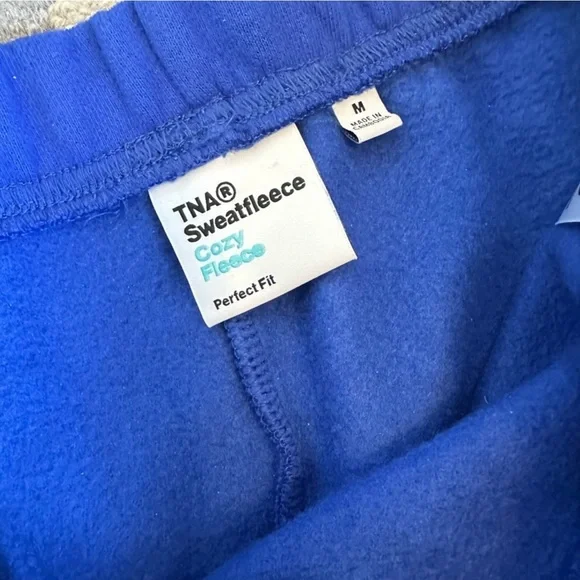 TNA®
Sweatfleece
Cozy
Fleece
Perfect Fit
M
MADE IN
CAMBODIA